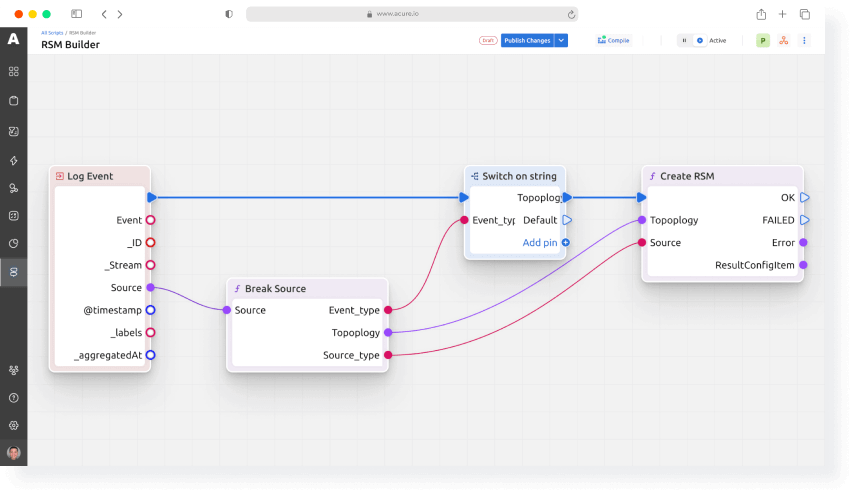 www.acure.io
All Scripts / RSM Builder
RSM Builder
Draft
Publish Changes
Compile
Active
P
A
Log Event
Event
_ID
_Stream
Source
@timestamp
_labels
_aggregatedAt
Break Source
Source
Event_type
Topoplogy
Source_type
Switch on string
Topoplog
Event_typ Default
Add pin
Create RSM
OK
Topoplogy FAILED
Source Error
ResultConfigItem